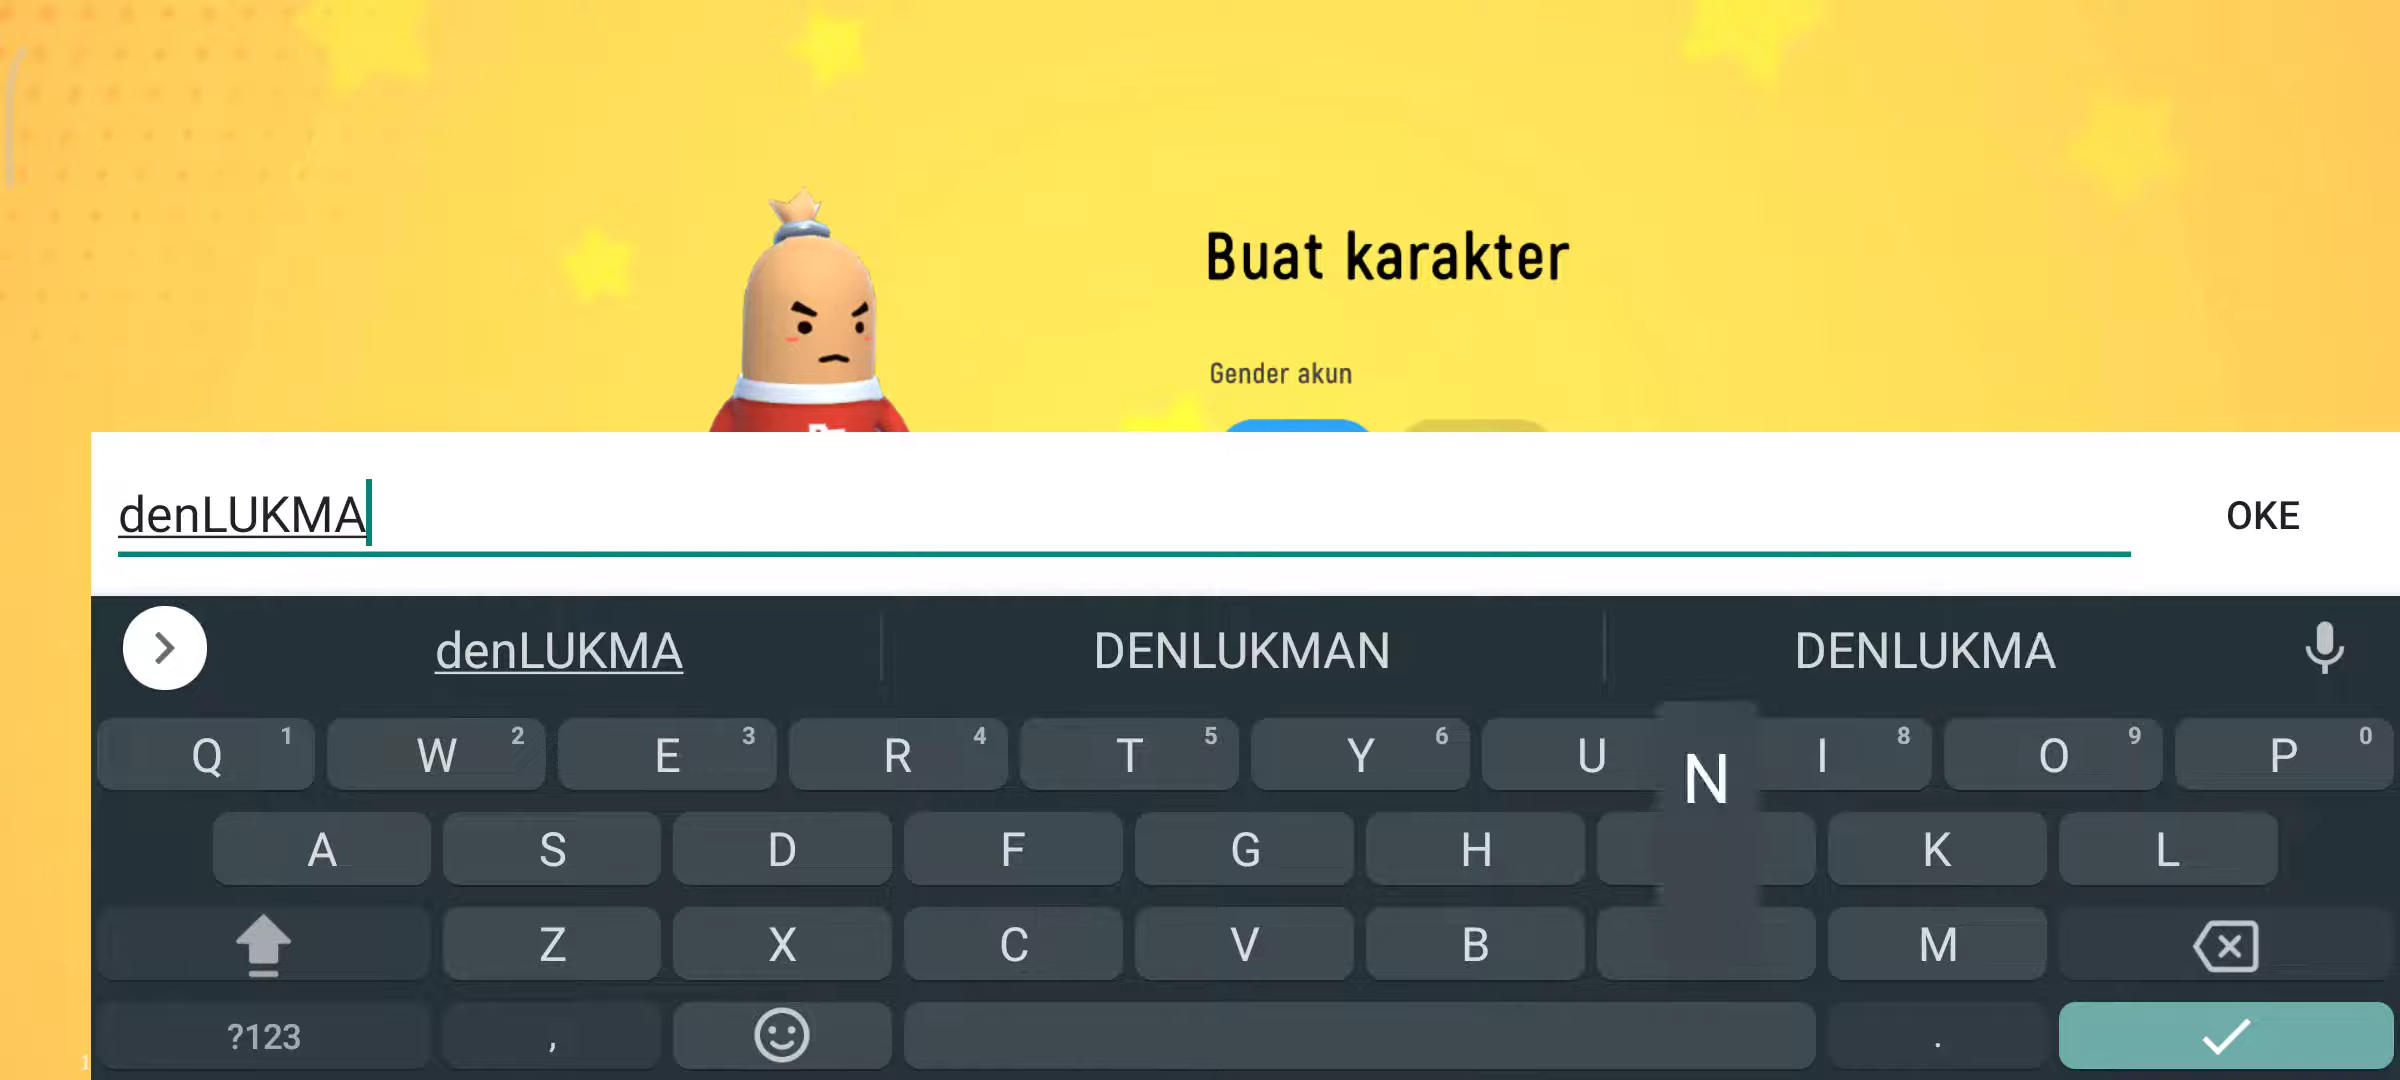 Buat karakter
Gender akun
denLUKMA
OKE
denLUKMA DENLUKMAN DENLUKMA
Q 1 W 2 E 3 R 4 T 5 Y 6 U I 8 O 9 P 0
N
A S D F G H K L
Z X C V B M
?123 , .
1